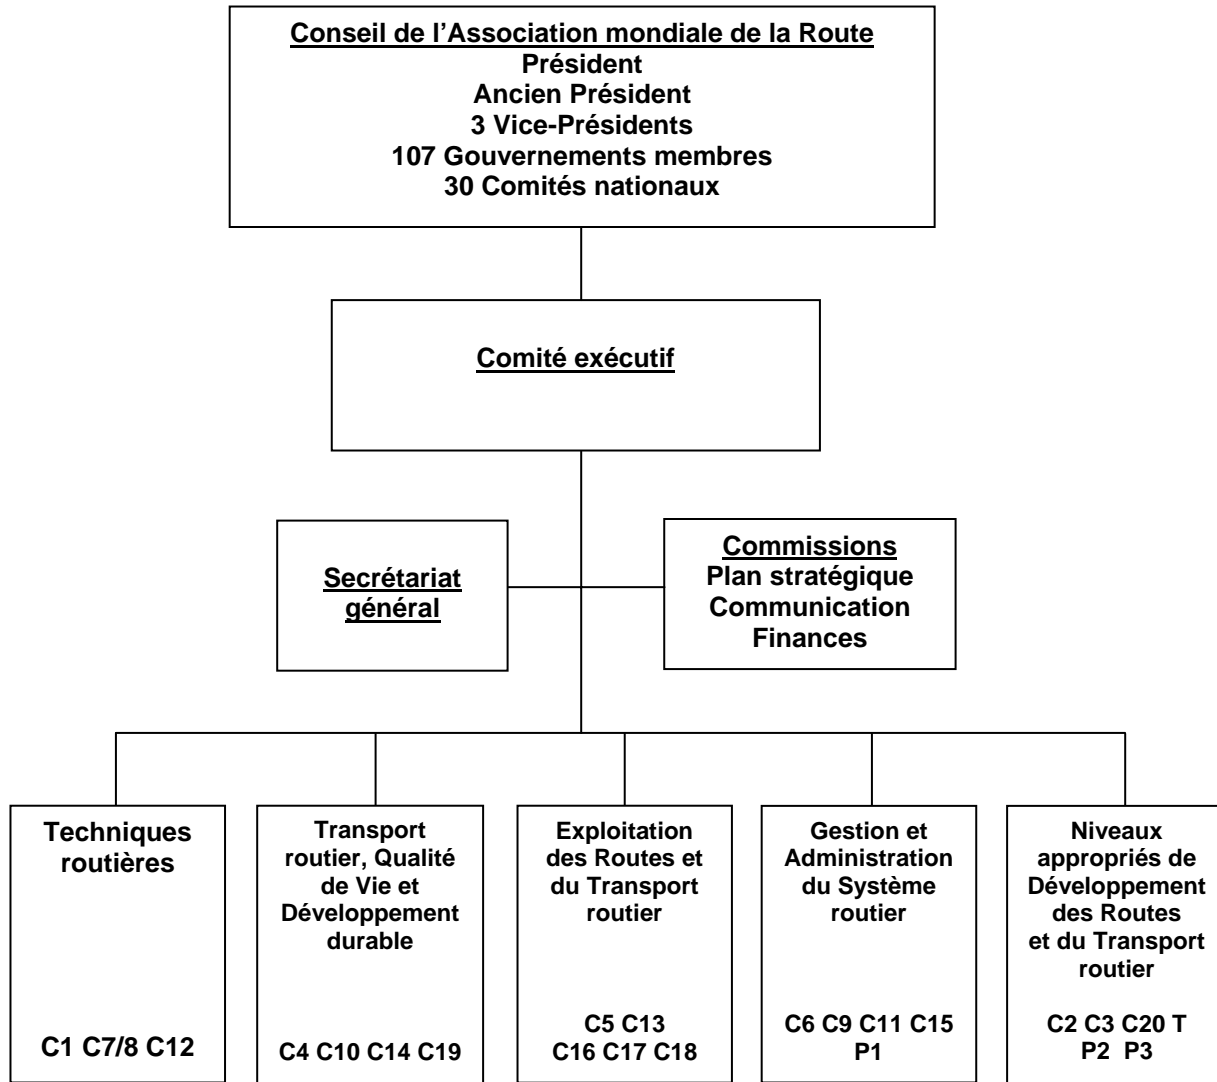 Conseil de l’Association mondiale de la Route
Président
Ancien Président
3 Vice-Présidents
107 Gouvernements membres
30 Comités nationaux
Comité exécutif
Secrétariat
général
Commissions
Plan stratégique
Communication
Finances
Techniques
routières
C1 C7/8 C12
Transport
routier, Qualité
de Vie et
Développement
durable
C4 C10 C14 C19
Exploitation
des Routes et
du Transport
routier
C5 C13
C16 C17 C18
Gestion et
Administration
du Système
routier
C6 C9 C11 C15
P1
Niveaux
appropriés de
Développement
des Routes
et du Transport
routier
C2 C3 C20 T
P2 P3